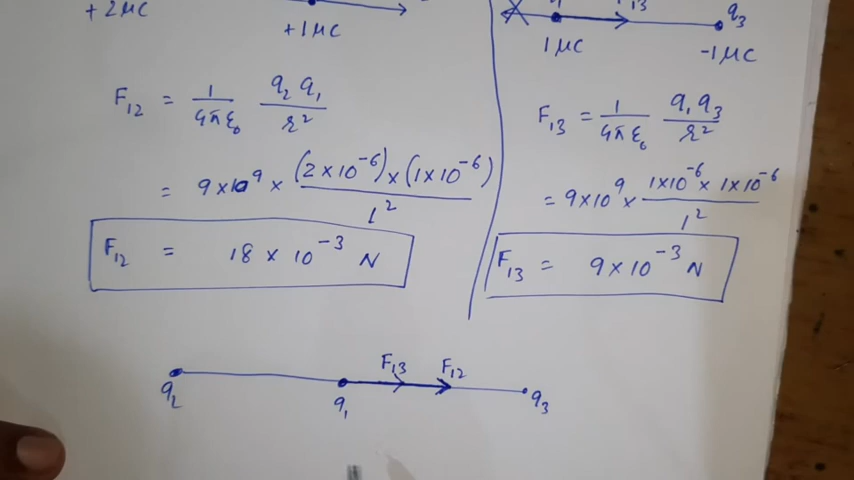 +2μC
+1μC
F₁₂ = 1/4πε₀ q₂q₁/r²
= 9×10⁹ × (2×10⁻⁶)×(1×10⁻⁶)/1²
F₁₂ = 18 × 10⁻³ N
q₃
1μC
-1μC
F₁₃ = 1/4πε₀ q₁q₃/r²
= 9×10⁹ × 1×10⁻⁶ × 1×10⁻⁶/1²
F₁₃ = 9×10⁻³ N
F₁₃ F₁₂
q₂ q₁ q₃